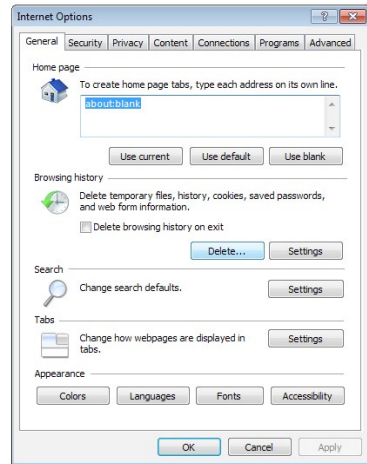 Internet Options
General Security Privacy Content Connections Programs Advanced
Home page
To create home page tabs, type each address on its own line.
about:blank
Use current Use default Use blank
Browsing history
Delete temporary files, history, cookies, saved passwords,
and web form information.
Delete browsing history on exit
Delete... Settings
Search
Change search defaults. Settings
Tabs
Change how webpages are displayed in Settings
tabs.
Appearance
Colors Languages Fonts Accessibility
OK Cancel Apply